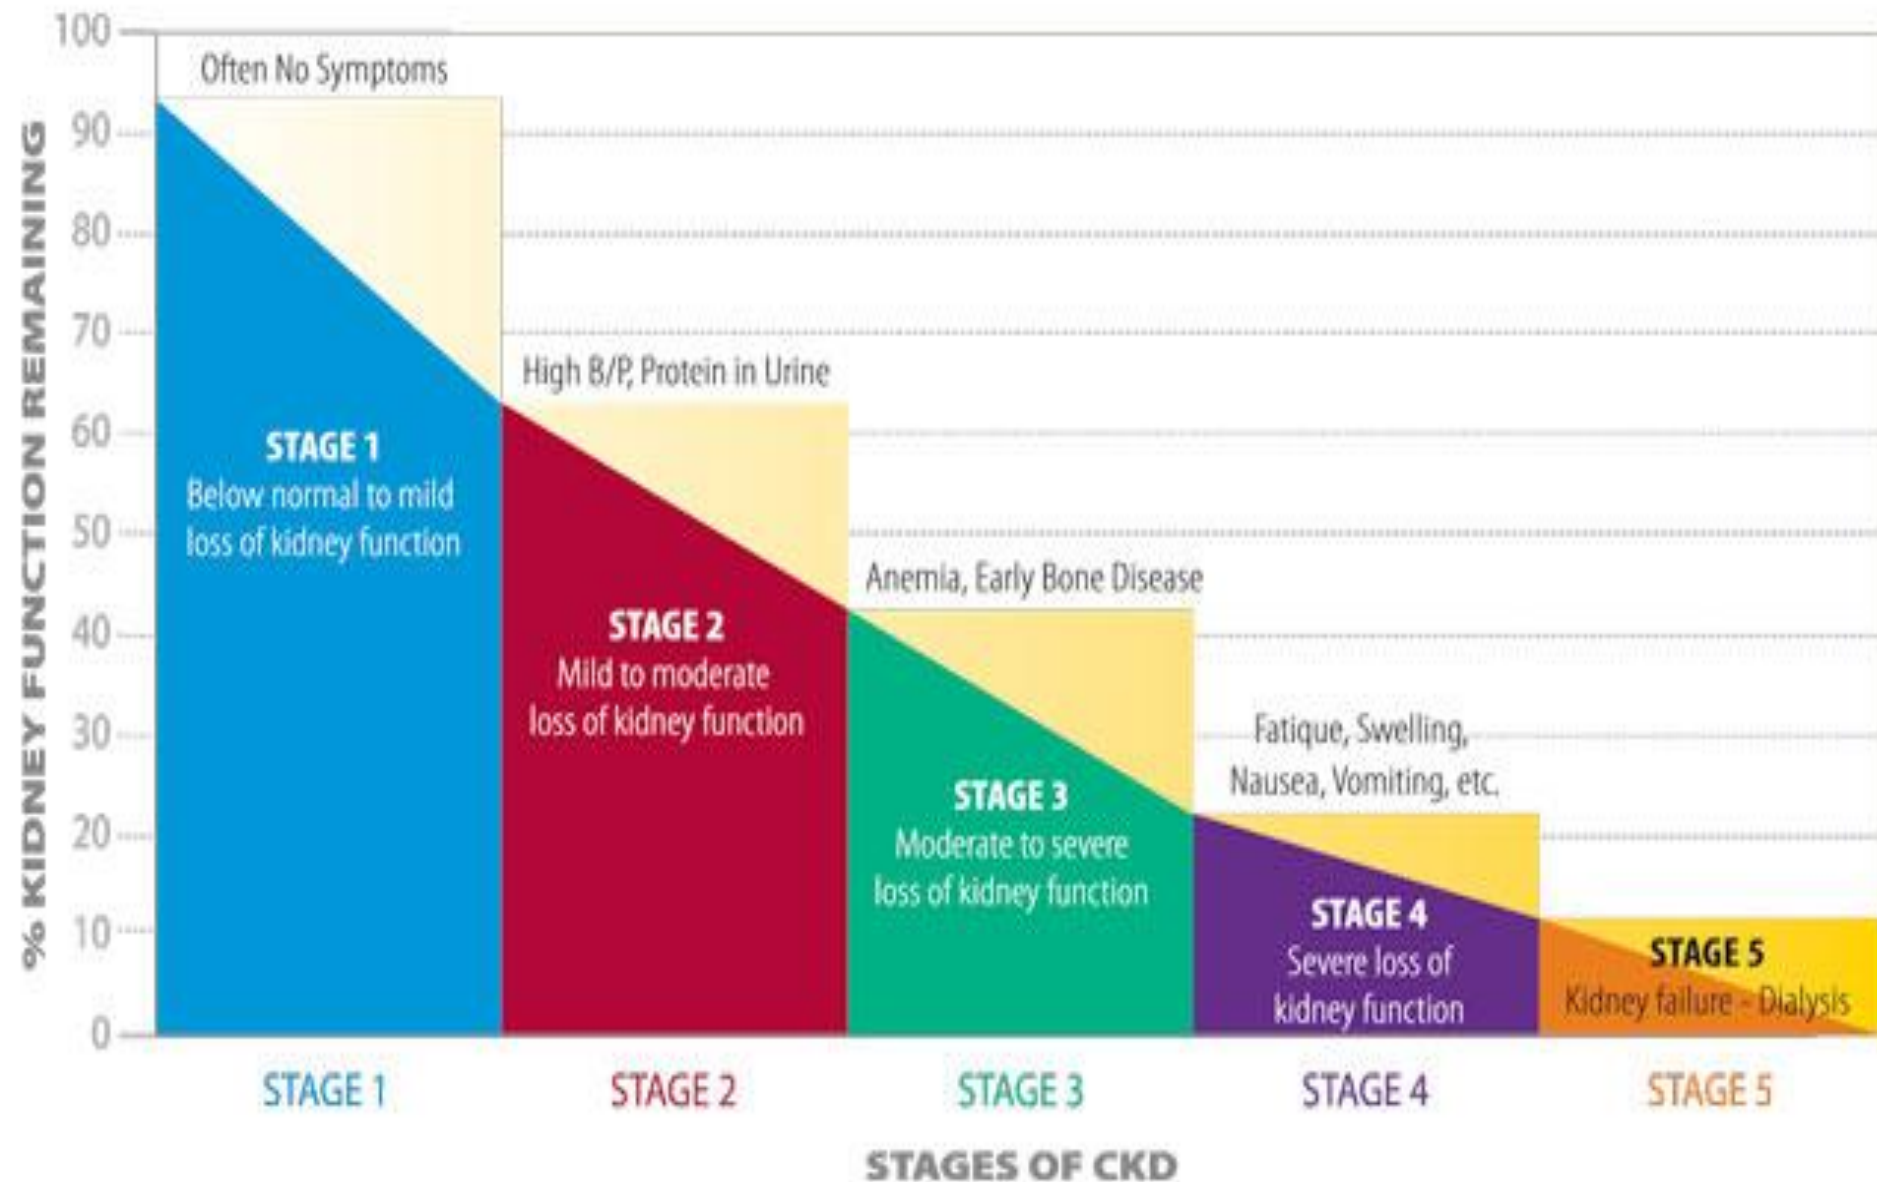 % KIDNEY FUNCTION REMAINING
100
90
80
70
60
50
40
30
20
10
0
Often No Symptoms
STAGE 1
Below normal to mild
loss of kidney function
High B/P, Protein in Urine
STAGE 2
Mild to moderate
loss of kidney function
Anemia, Early Bone Disease
STAGE 3
Moderate to severe
loss of kidney function
Fatique, Swelling,
Nausea, Vomiting, etc.
STAGE 4
Severe loss of
kidney function
STAGE 5
Kidney failure - Dialysis
STAGE 1
STAGE 2
STAGE 3
STAGE 4
STAGE 5
STAGES OF CKD